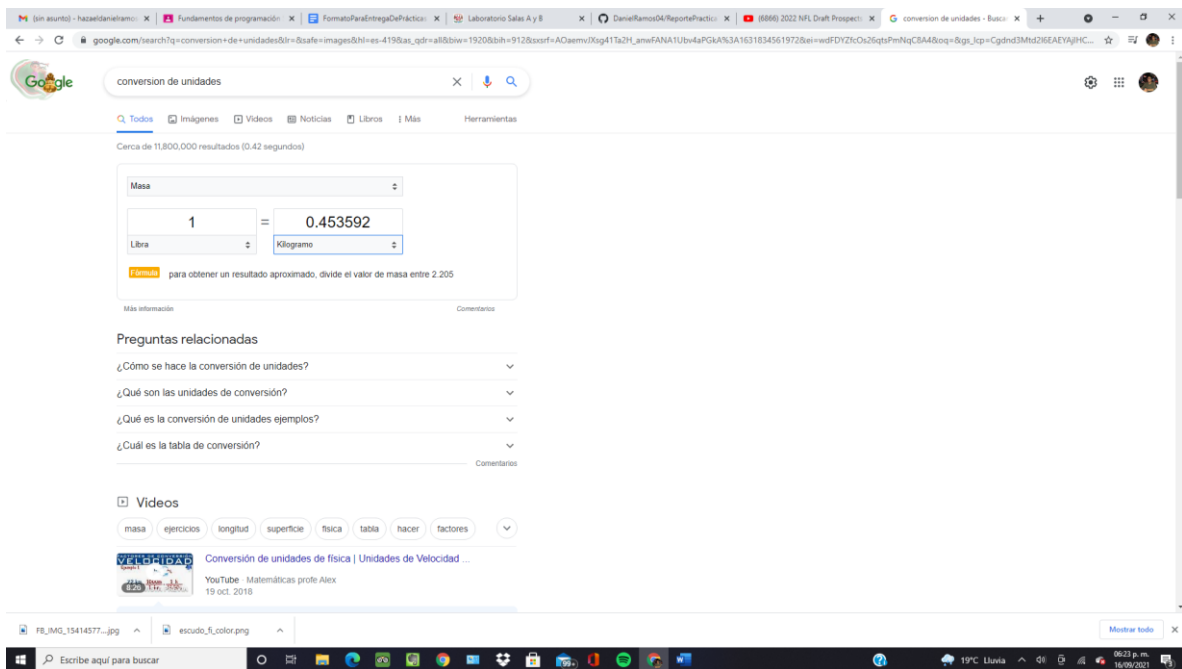 (sin asunto) - hazaeldanielramos
Fundamentos de programación
FormatoParaEntregaDePrácticas
Laboratorio Salas A y B
DanielRamos04/ReportePractico
(6866) 2022 NFL Draft Prospects
conversion de unidades - Buscar
Google
conversion de unidades
Todos
Imágenes
Videos
Noticias
Libros
Más
Herramientas
Cerca de 11,800,000 resultados (0.42 segundos)
Masa
1 = 0.453592
Libra
Kilogramo
Fórmula para obtener un resultado aproximado, divide el valor de masa entre 2.205
Más información
Comentarios
Preguntas relacionadas
¿Cómo se hace la conversión de unidades?
¿Qué son las unidades de conversión?
¿Qué es la conversión de unidades ejemplos?
¿Cuál es la tabla de conversión?
Comentarios
Videos
masa
ejercicios
longitud
superficie
física
tabla
hacer
factores
VELOCIDAD
8:20
Conversión de unidades de física | Unidades de Velocidad ...
YouTube · Matemáticas profe Alex
19 oct. 2018
FB_IMG_15414577...jpg
escudo_fi_color.png
Mostrar todo
Escribe aquí para buscar
99+
19°C Lluvia
06:23 p. m.
16/09/2021